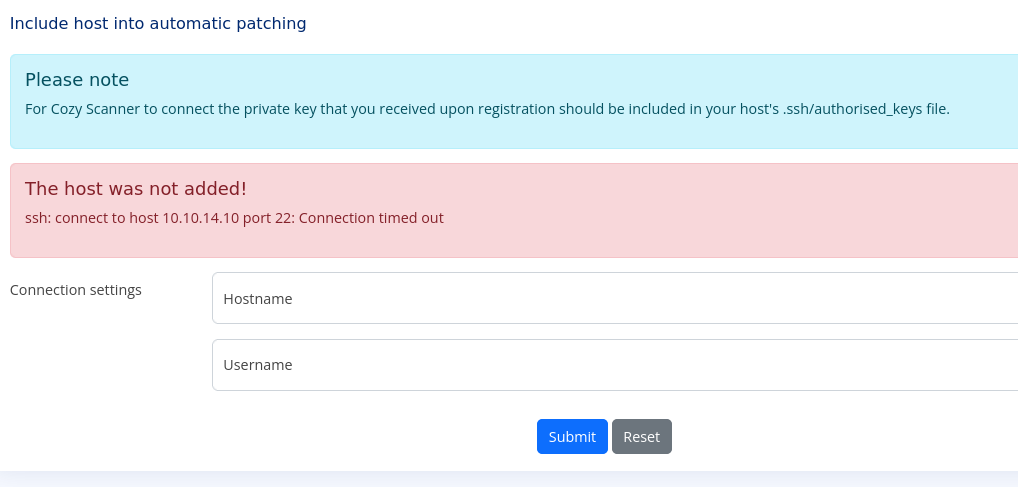 Include host into automatic patching
Please note
For Cozy Scanner to connect the private key that you received upon registration should be included in your host's .ssh/authorised_keys file.
The host was not added!
ssh: connect to host 10.10.14.10 port 22: Connection timed out
Connection settings
Hostname
Username
Submit
Reset